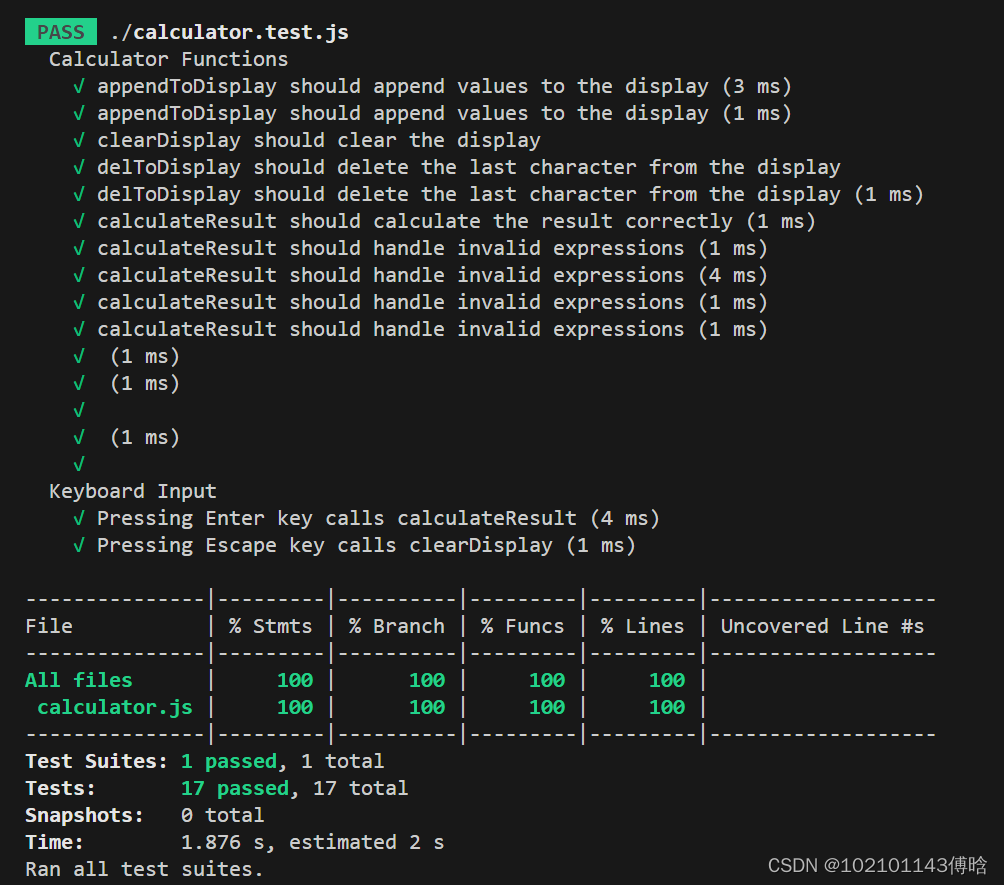 PASS ./calculator.test.js
Calculator Functions
√ appendToDisplay should append values to the display (3 ms)
√ appendToDisplay should append values to the display (1 ms)
√ clearDisplay should clear the display
√ delToDisplay should delete the last character from the display
√ delToDisplay should delete the last character from the display (1 ms)
√ calculateResult should calculate the result correctly (1 ms)
√ calculateResult should handle invalid expressions (1 ms)
√ calculateResult should handle invalid expressions (4 ms)
√ calculateResult should handle invalid expressions (1 ms)
√ calculateResult should handle invalid expressions (1 ms)
√  (1 ms)
√  (1 ms)
√
√  (1 ms)
√
Keyboard Input
√ Pressing Enter key calls calculateResult (4 ms)
√ Pressing Escape key calls clearDisplay (1 ms)
---------------|---------|----------|---------|---------|-------------------
File           | % Stmts | % Branch | % Funcs | % Lines | Uncovered Line #s
---------------|---------|----------|---------|---------|-------------------
All files      |     100 |      100 |     100 |     100 |
 calculator.js |     100 |      100 |     100 |     100 |
---------------|---------|----------|---------|---------|-------------------
Test Suites: 1 passed, 1 total
Tests:       17 passed, 17 total
Snapshots:   0 total
Time:        1.876 s, estimated 2 s
Ran all test suites.
CSDN @102101143傅晗